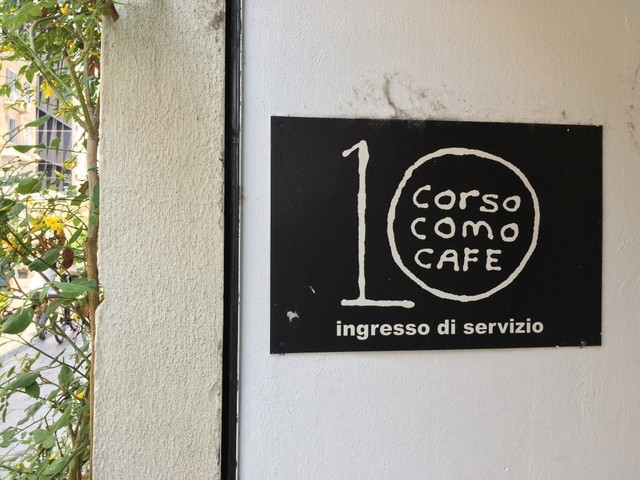 10
corso
como
CAFE
ingresso di servizio